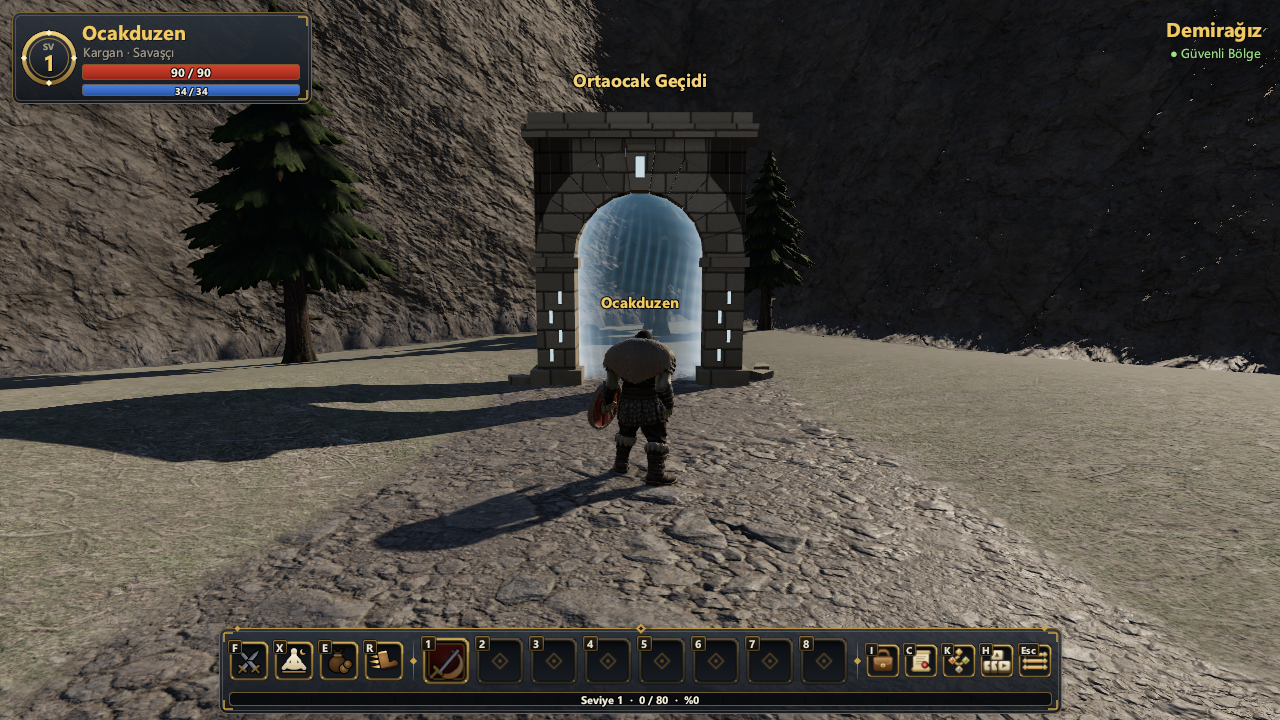 SV
1
Ocakduzen
Kargan · Savaşçı
90 / 90
34 / 34
Demirağız
• Güvenli Bölge
Ortaocak Geçidi
Ocakduzen
F X E R 1 2 3 4 5 6 7 8 I C K H Esc
Seviye 1 · 0 / 80 · %0